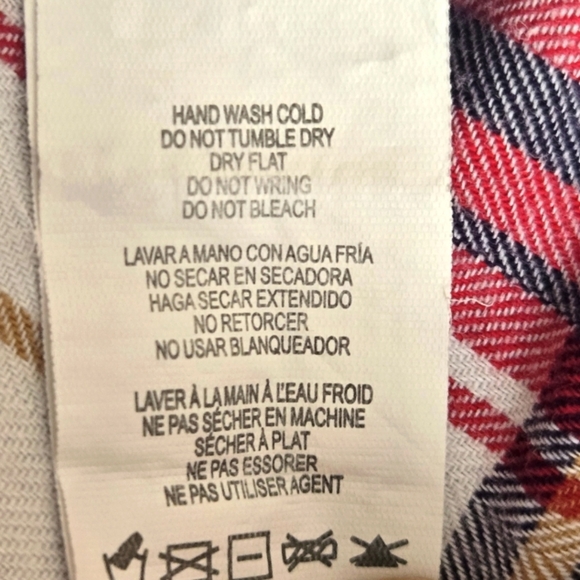 HAND WASH COLD
DO NOT TUMBLE DRY
DRY FLAT
DO NOT WRING
DO NOT BLEACH
LAVAR A MANO CON AGUA FRÍA
NO SECAR EN SECADORA
HAGA SECAR EXTENDIDO
NO RETORCER
NO USAR BLANQUEADOR
LAVER À LA MAIN À L'EAU FROID
NE PAS SÉCHER EN MACHINE
SÉCHER À PLAT
NE PAS ESSORER
NE PAS UTILISER AGENT